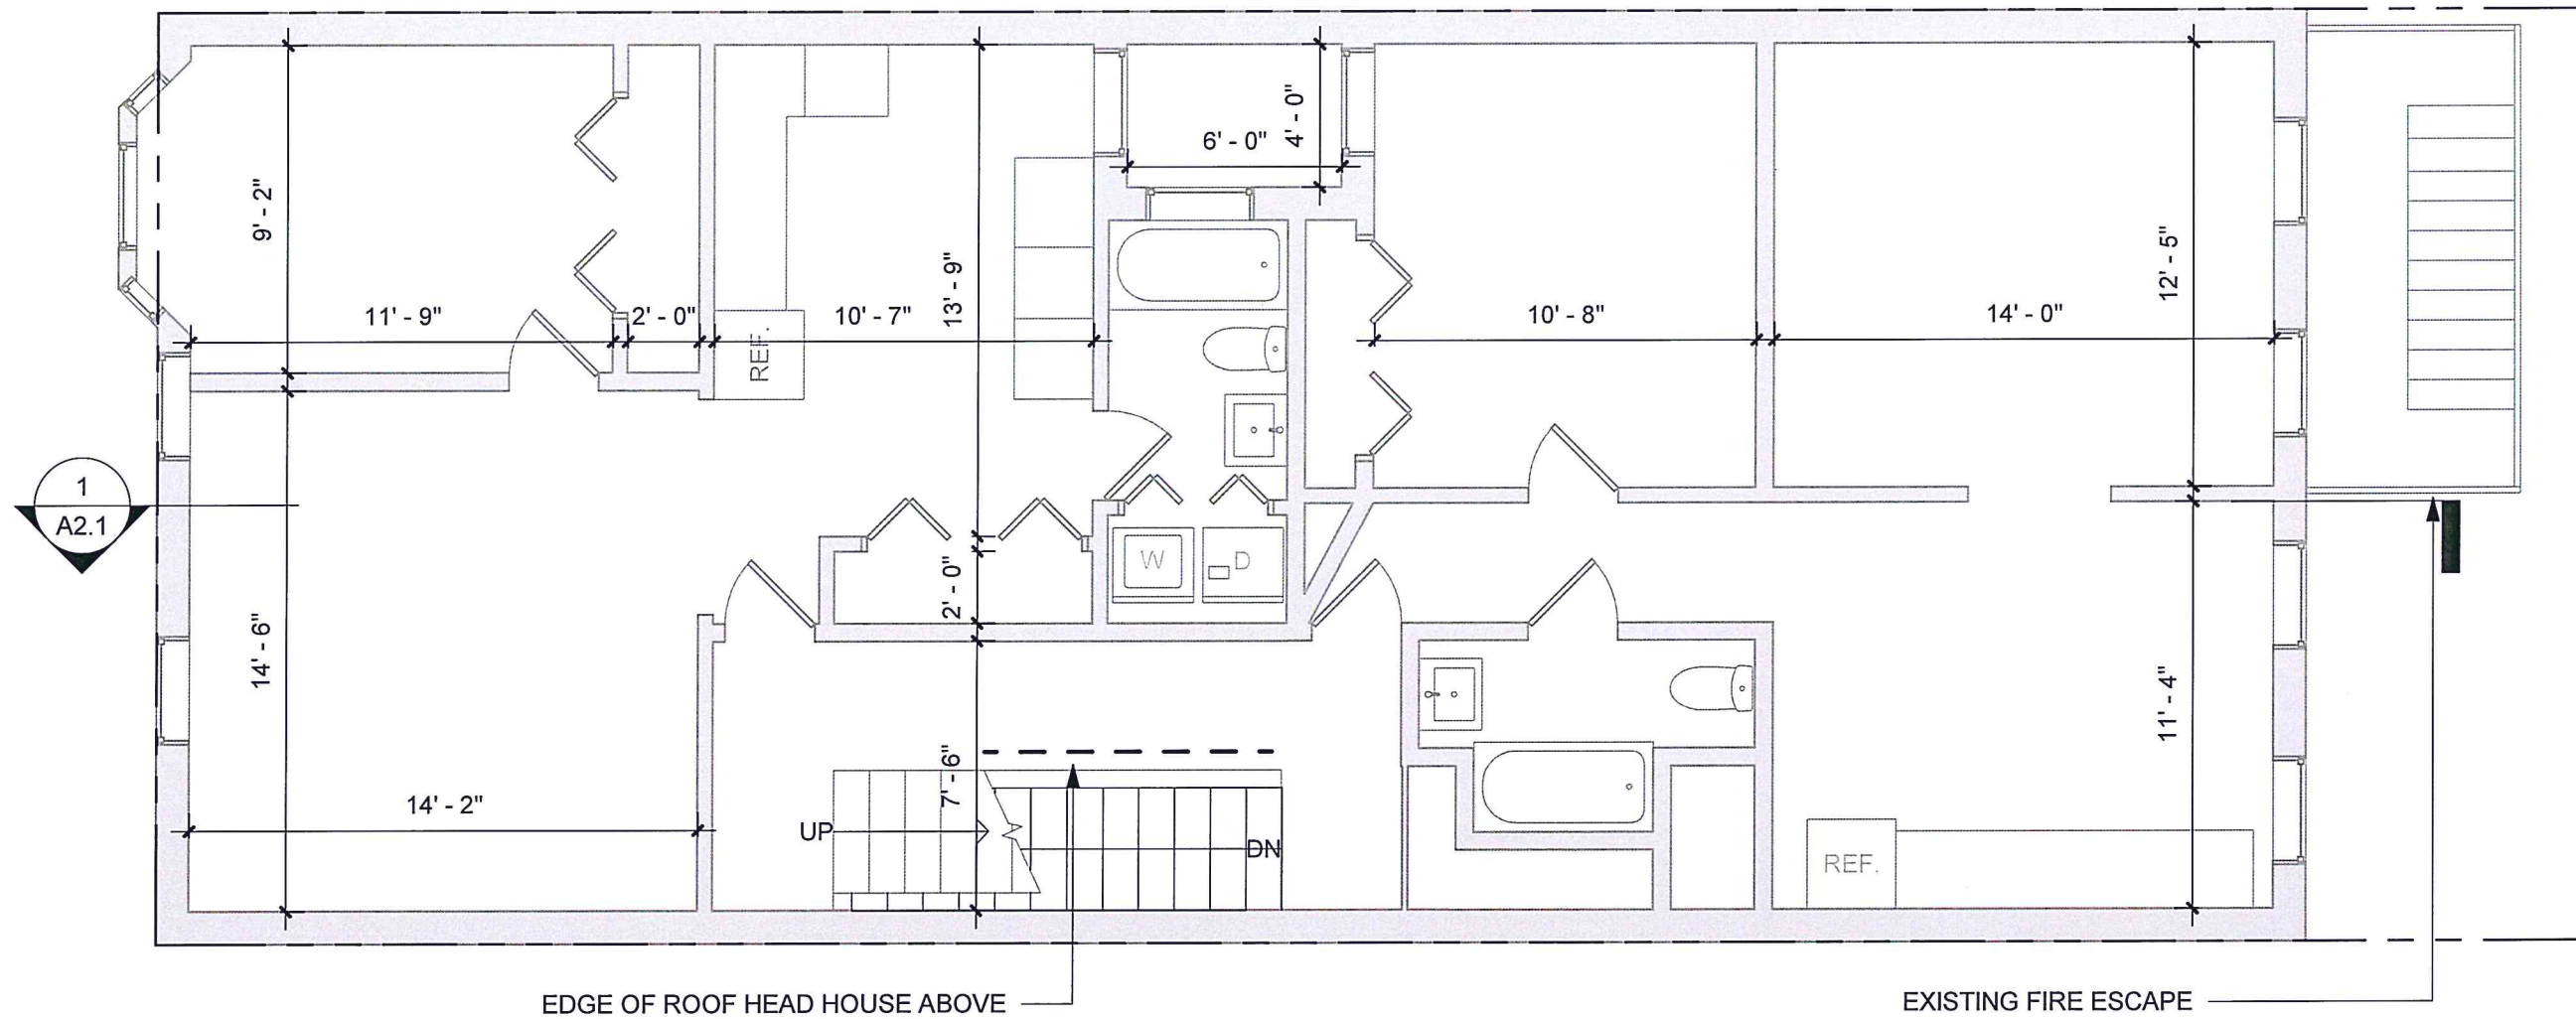 4' - 0"
6' - 0"
9' - 2"
13' - 9"
12' - 5"
11' - 9"
2' - 0"
10' - 7"
10' - 8"
14' - 0"
REF.
1
A2.1
W
D
2' - 0"
14' - 6"
11' - 4"
7' - 6"
14' - 2"
UP
DN
REF.
EDGE OF ROOF HEAD HOUSE ABOVE
EXISTING FIRE ESCAPE